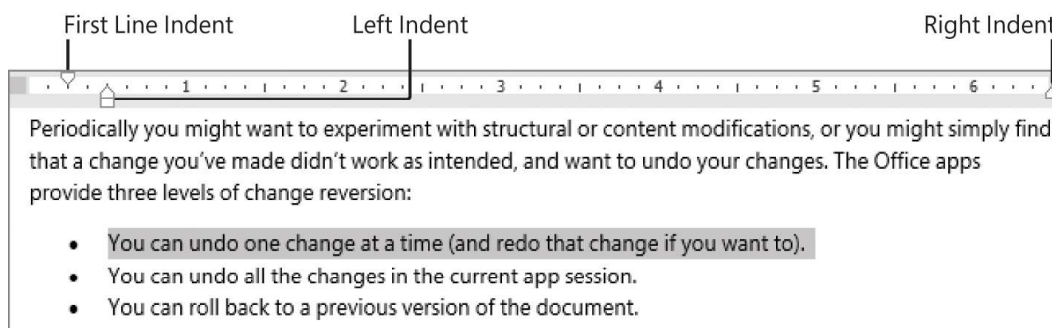 First Line Indent Left Indent Right Indent
1 2 3 4 5 6
Periodically you might want to experiment with structural or content modifications, or you might simply find
that a change you’ve made didn’t work as intended, and want to undo your changes. The Office apps
provide three levels of change reversion:
• You can undo one change at a time (and redo that change if you want to).
• You can undo all the changes in the current app session.
• You can roll back to a previous version of the document.